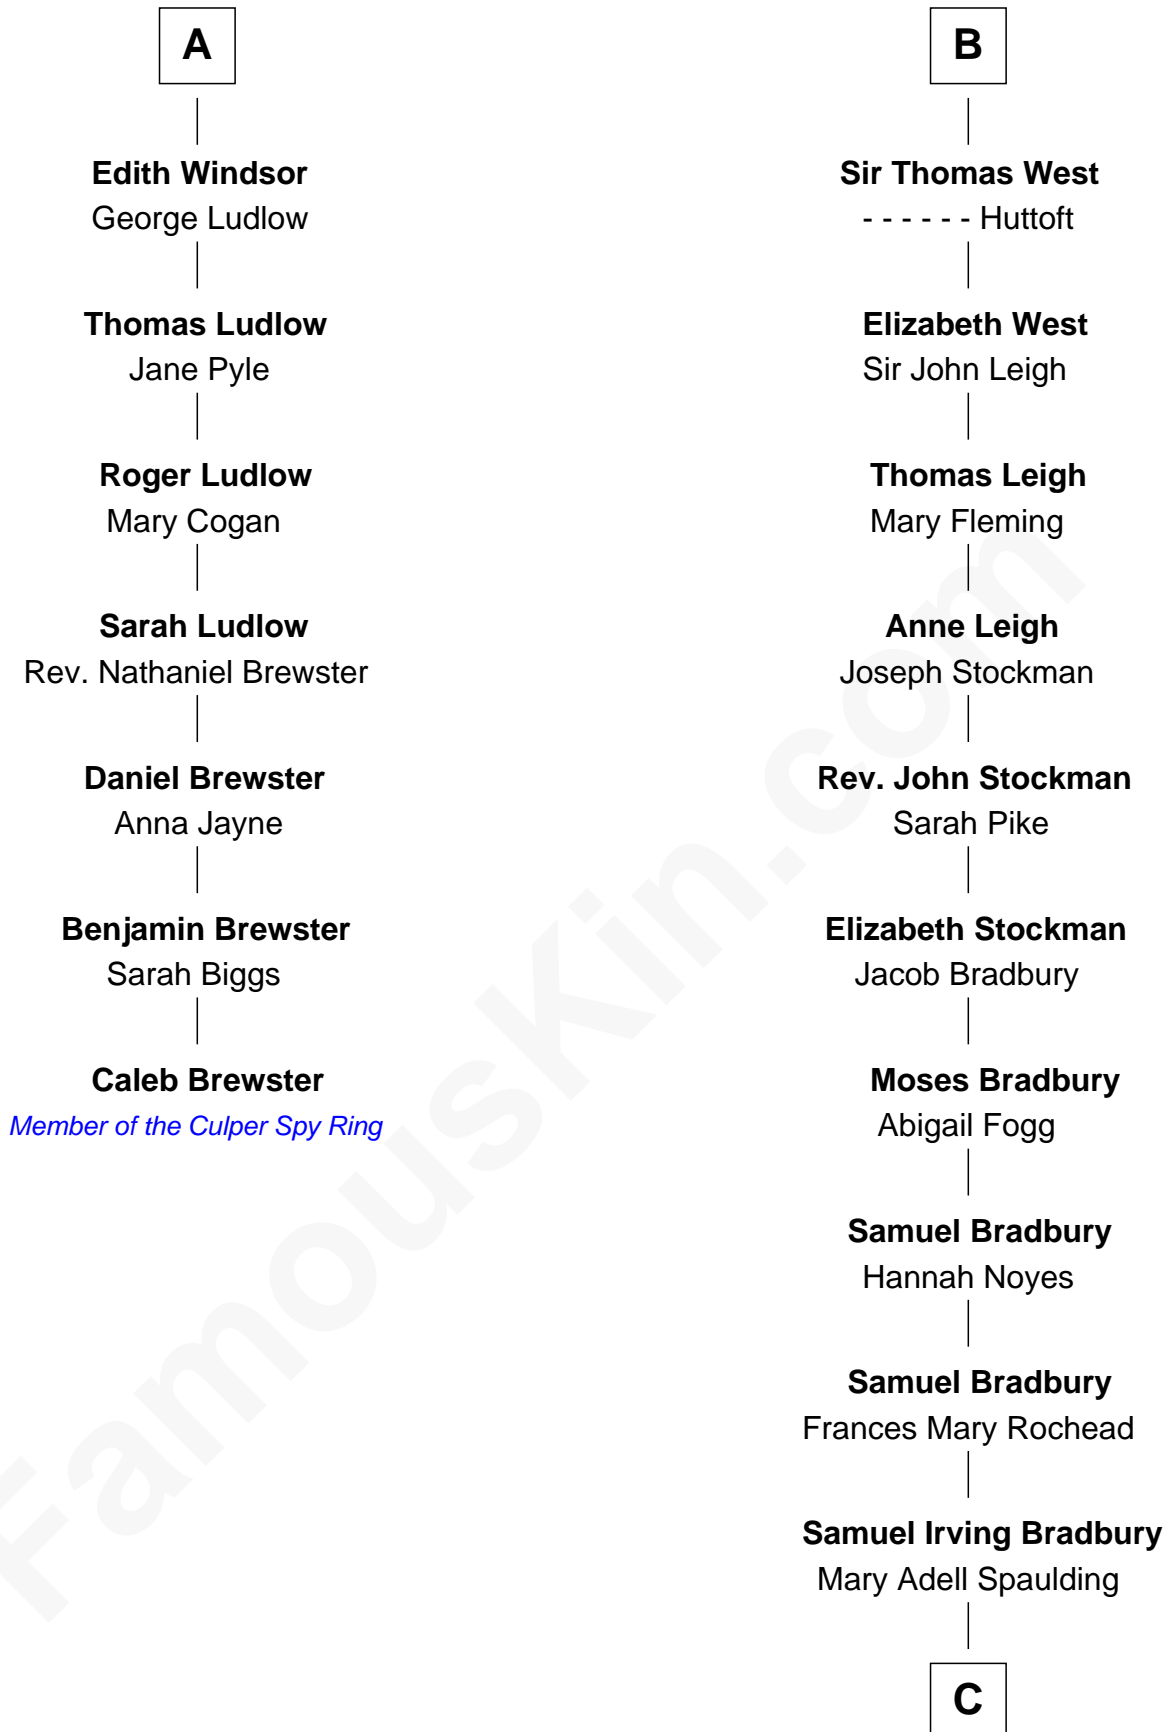 A
Edith Windsor
George Ludlow
Thomas Ludlow
Jane Pyle
Roger Ludlow
Mary Cogan
Sarah Ludlow
Rev. Nathaniel Brewster
Daniel Brewster
Anna Jayne
Benjamin Brewster
Sarah Biggs
Caleb Brewster
Member of the Culper Spy Ring
B
Sir Thomas West
- - - - - - Huttoft
Elizabeth West
Sir John Leigh
Thomas Leigh
Mary Fleming
Anne Leigh
Joseph Stockman
Rev. John Stockman
Sarah Pike
Elizabeth Stockman
Jacob Bradbury
Moses Bradbury
Abigail Fogg
Samuel Bradbury
Hannah Noyes
Samuel Bradbury
Frances Mary Rochead
Samuel Irving Bradbury
Mary Adell Spaulding
C
FamousKin.com